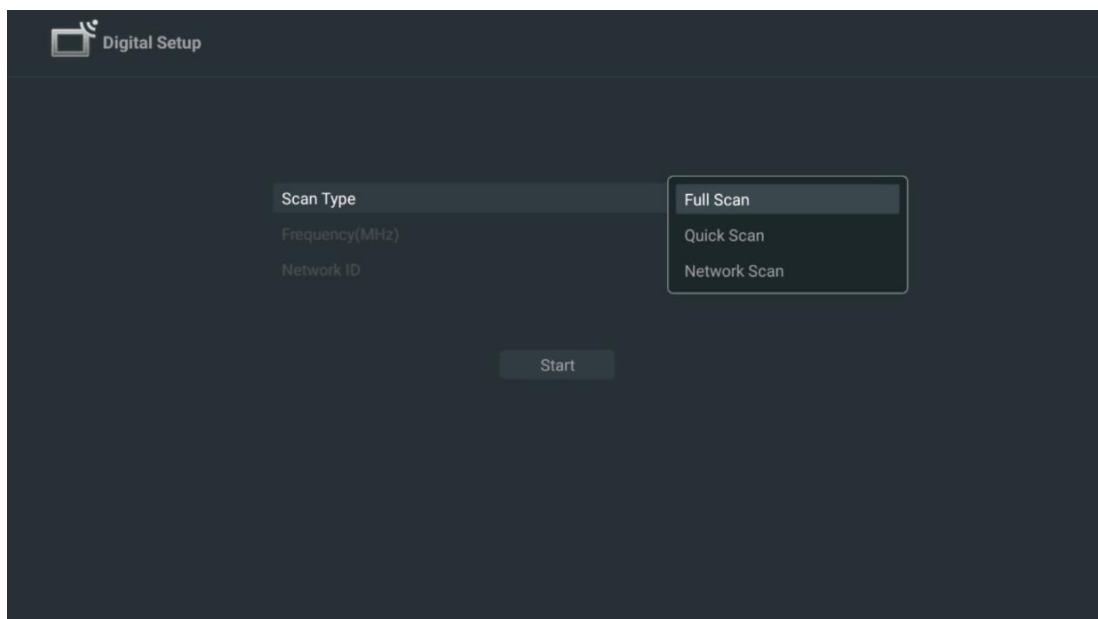 Digital Setup
Scan Type
Full Scan
Frequency(MHz)
Quick Scan
Network ID
Network Scan
Start